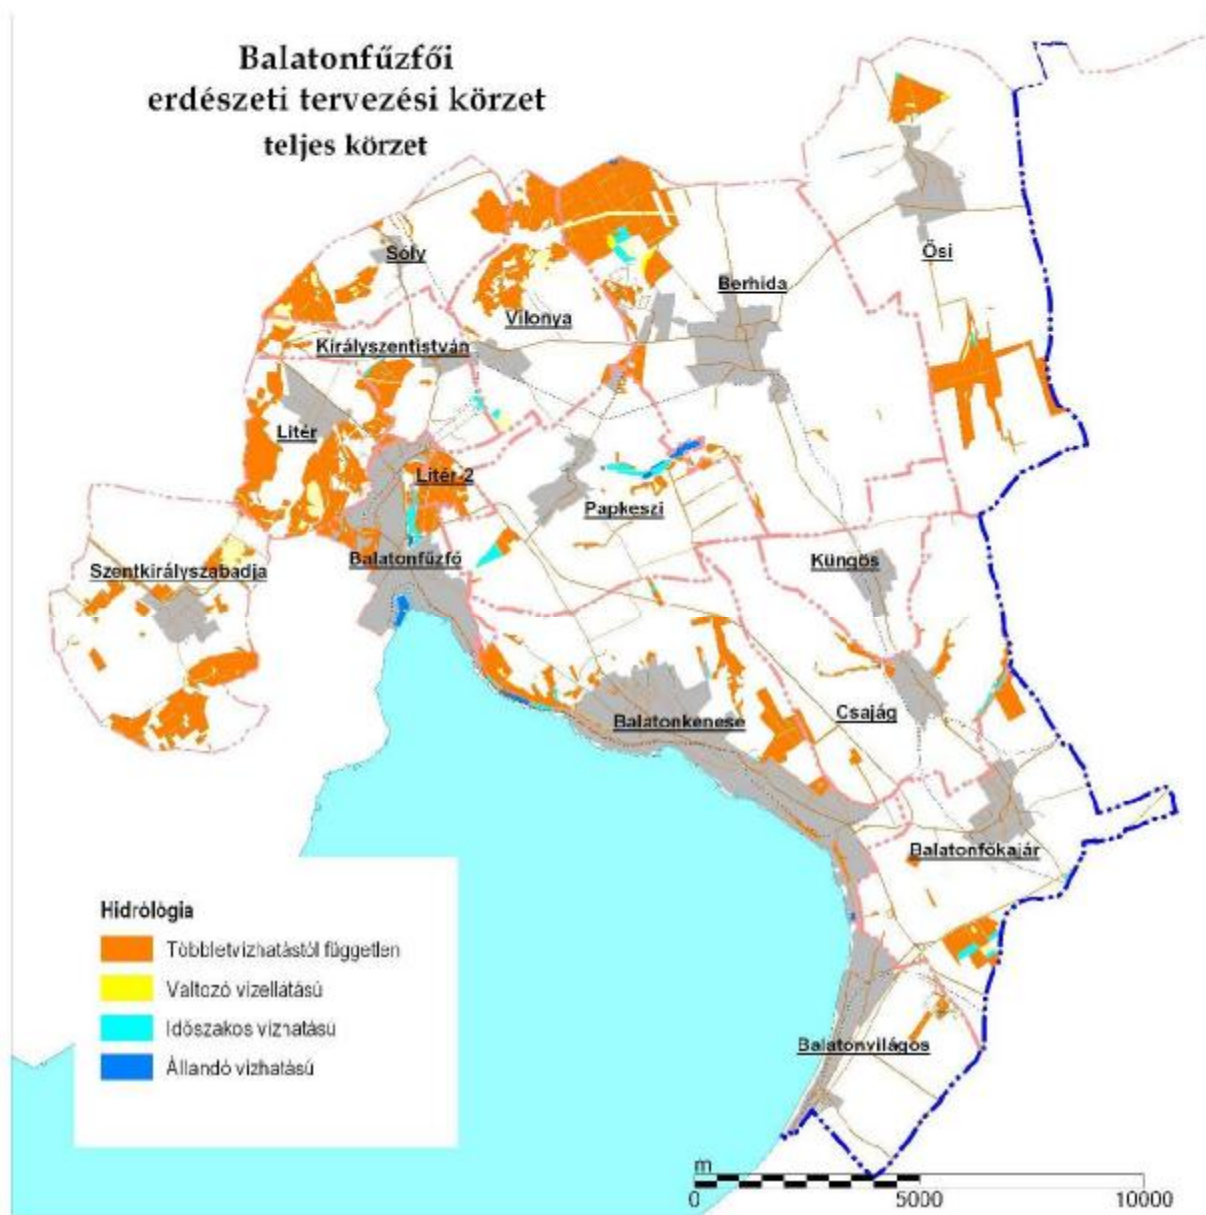 Balatonfűzfői
erdészeti tervezési körzet
teljes körzet
Ősi
Sóly
Berhida
Vilonya
Királyszentistván
Litér
Litér-2
Papkeszi
Balatonfűzfő
Küngös
Szentkirályszabadja
Csajág
Balatonkenese
Balatonfőkajár
Balatonvilágos
Hidrológia
Többletvízhatástól független
Változó vízellátású
Időszakos vízhatású
Állandó vízhatású
m
0 5000 10000